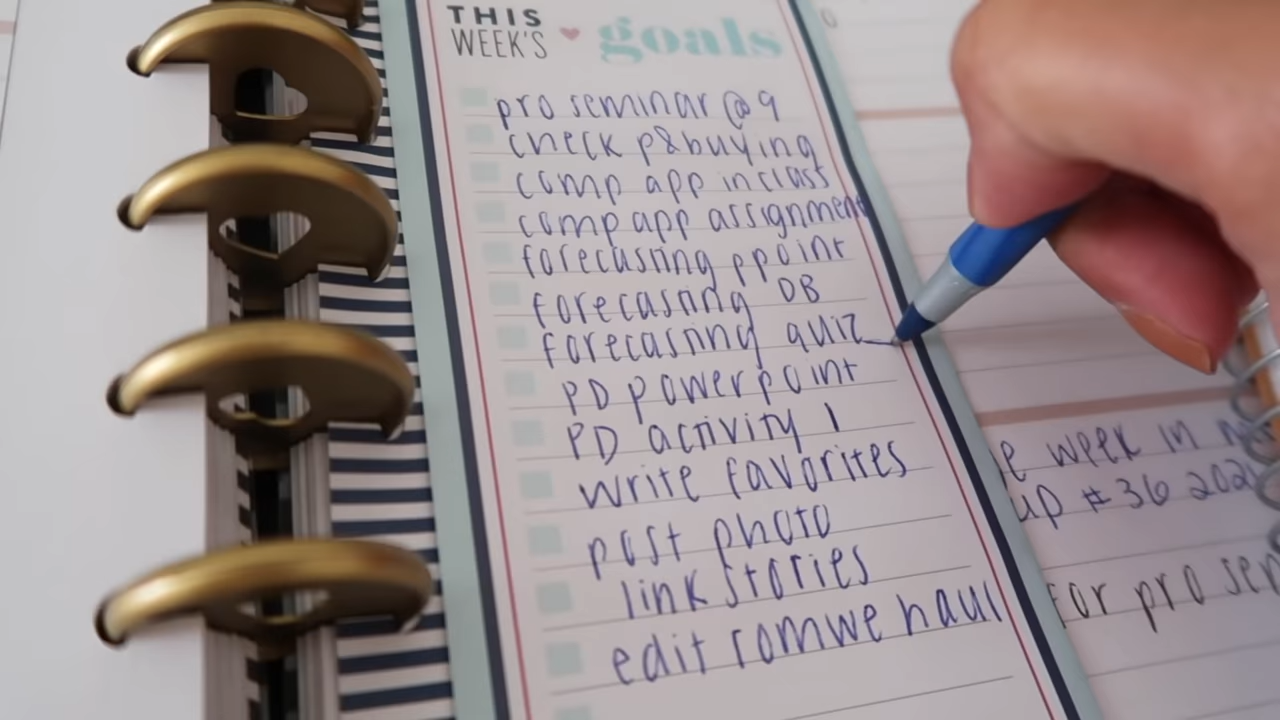 THIS WEEK'S goals
pro seminar @ 9
check p&buying
comp app in class
comp app assignment
forecasting ppoint
forecasting DB
forecasting quiz
PD powerpoint
PD activity 1
write favorites
post photo
link stories
edit romwe haul
week in
up #36
for pro